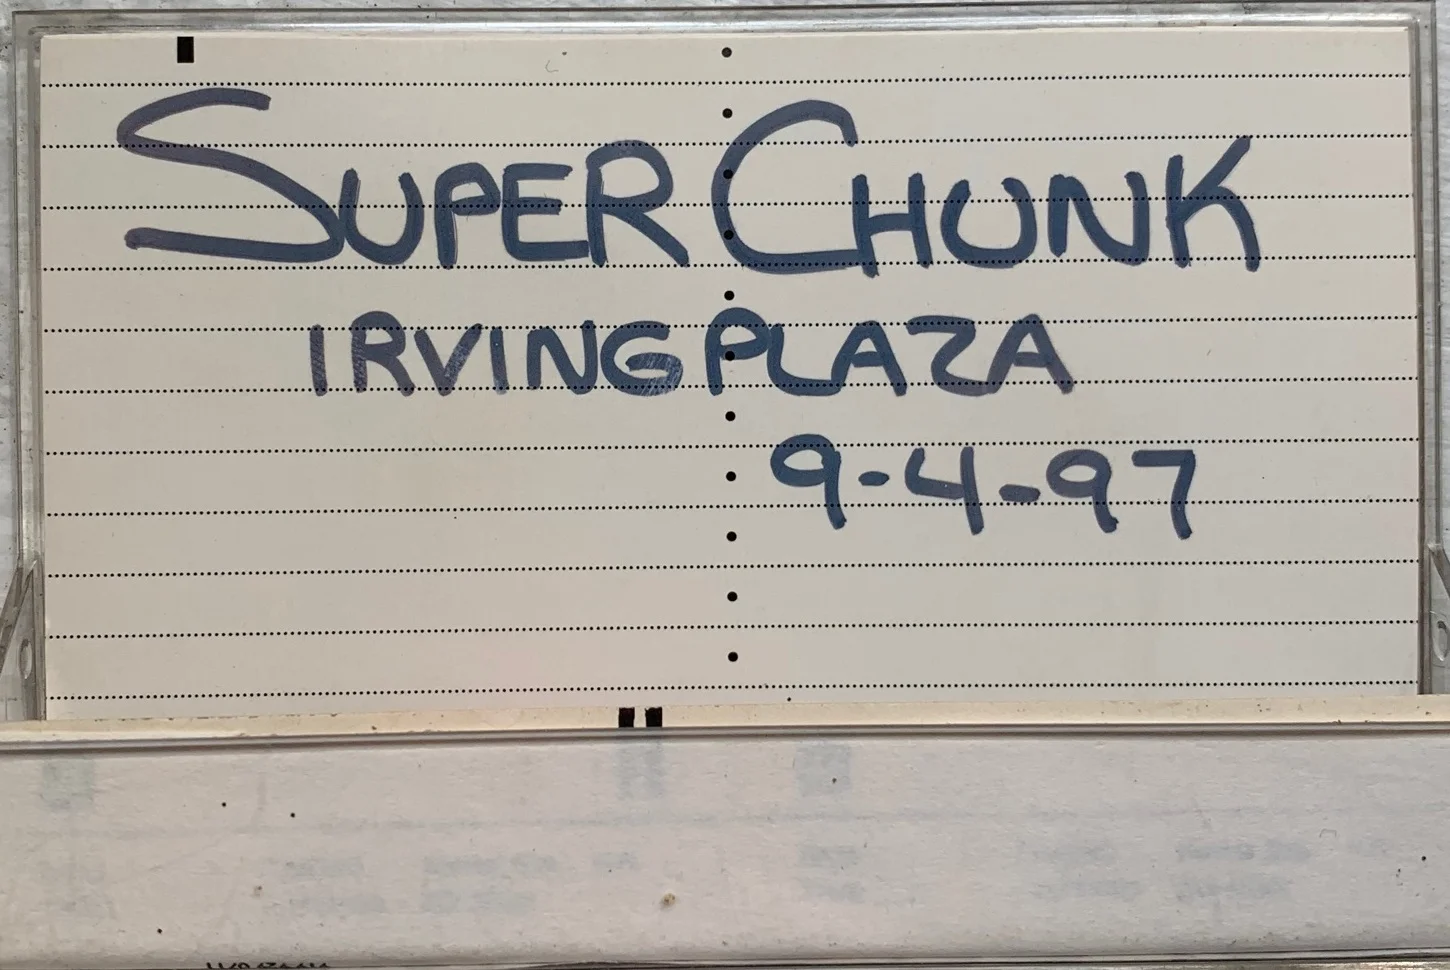 SUPERCHUNK
IRVING PLAZA
9-4-97